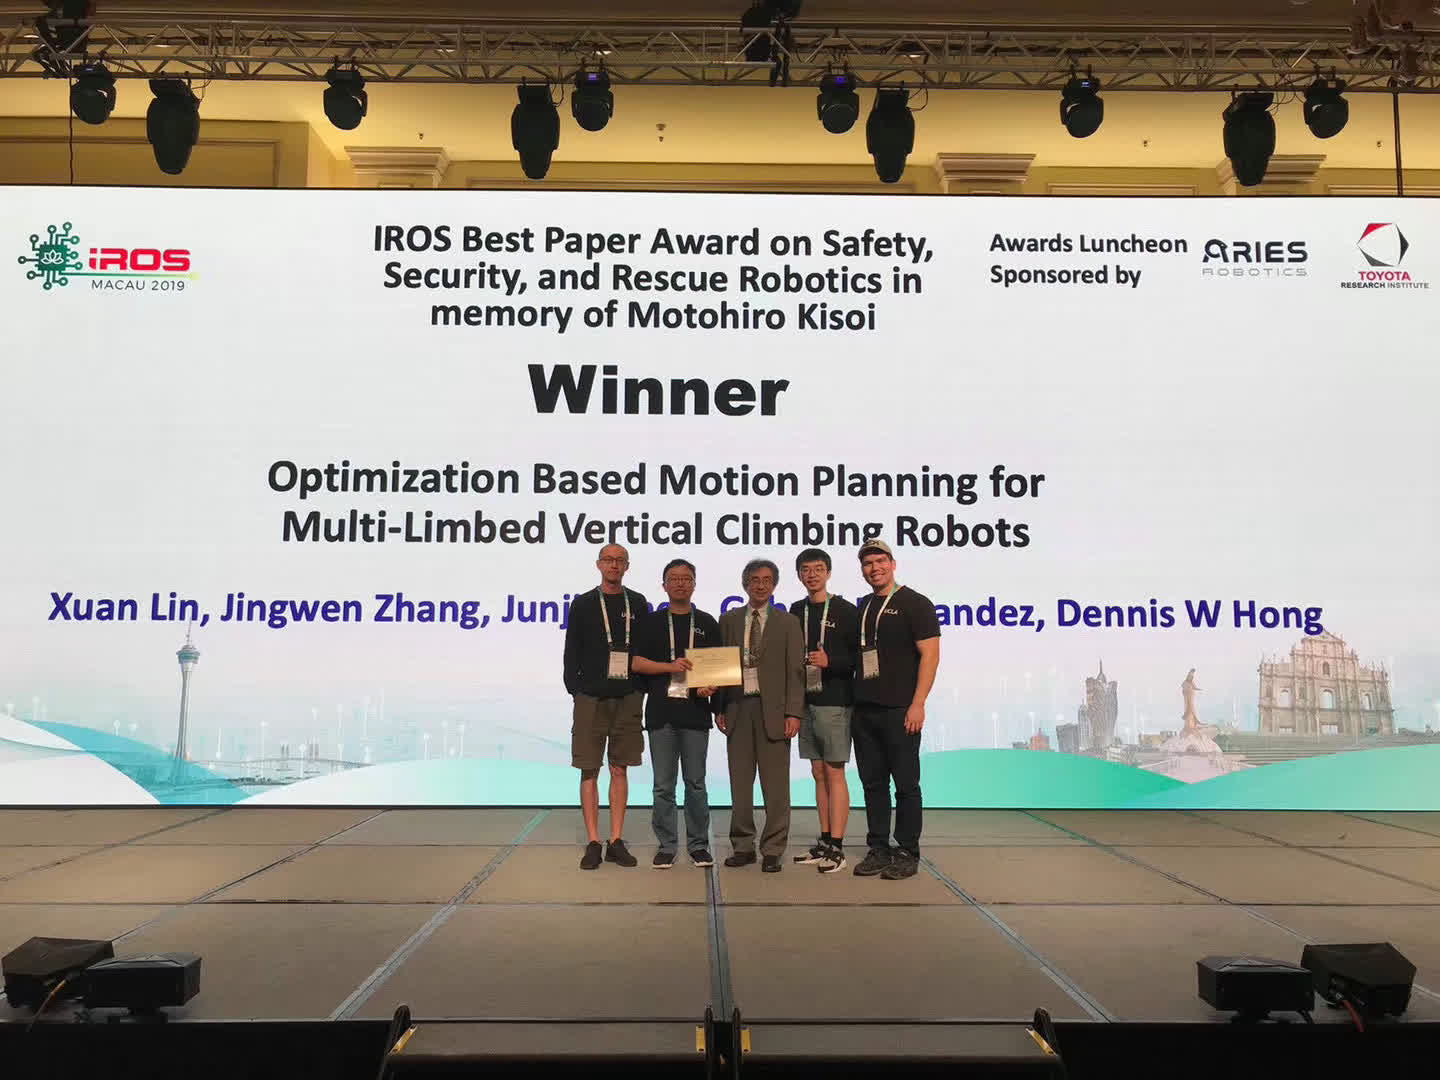 iROS
MACAU 2019
IROS Best Paper Award on Safety,
Security, and Rescue Robotics in
memory of Motohiro Kisoi
Awards Luncheon
Sponsored by
ARIES
ROBOTICS
TOYOTA
RESEARCH INSTITUTE
Winner
Optimization Based Motion Planning for
Multi-Limbed Vertical Climbing Robots
Xuan Lin, Jingwen Zhang, Dennis W Hong
UCLA
UCLA
UCLA
UCLA